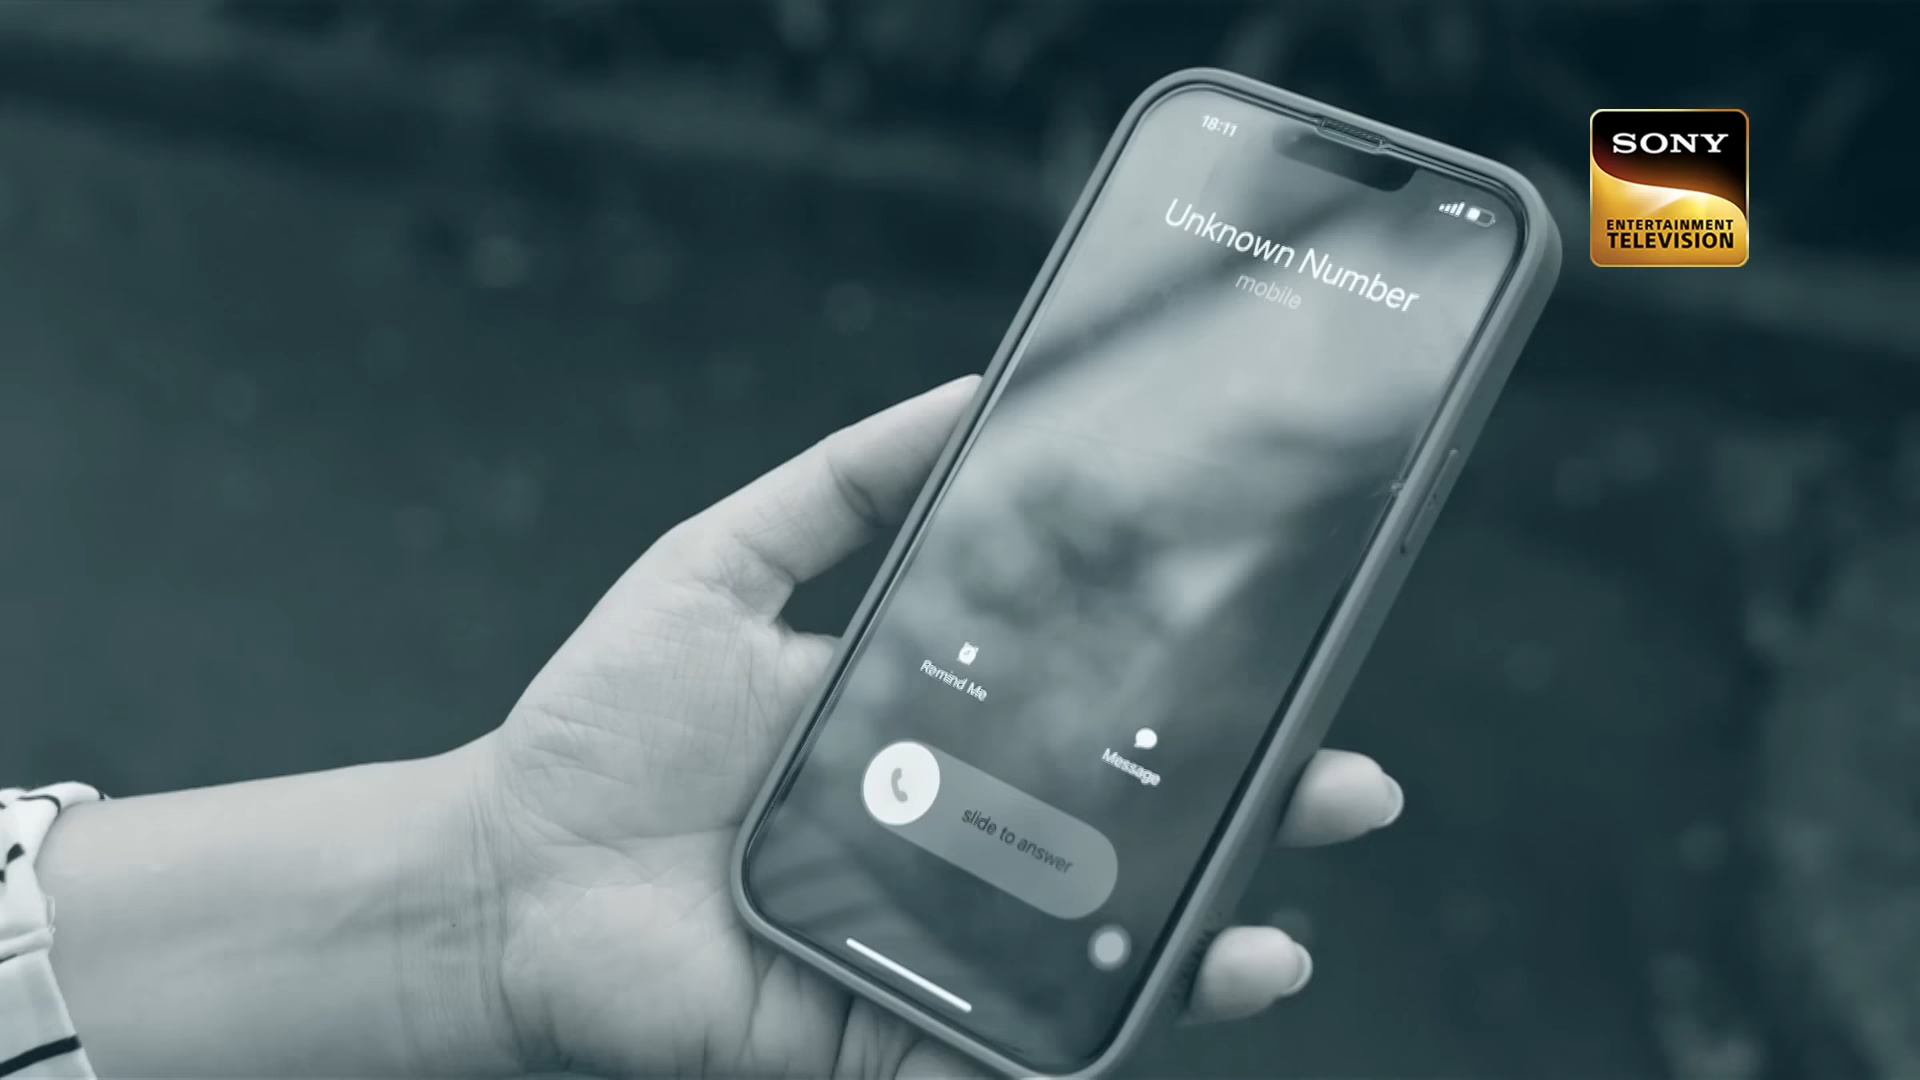 18:11
Unknown Number
mobile
Remind Me
Message
slide to answer
SONY
ENTERTAINMENT
TELEVISION